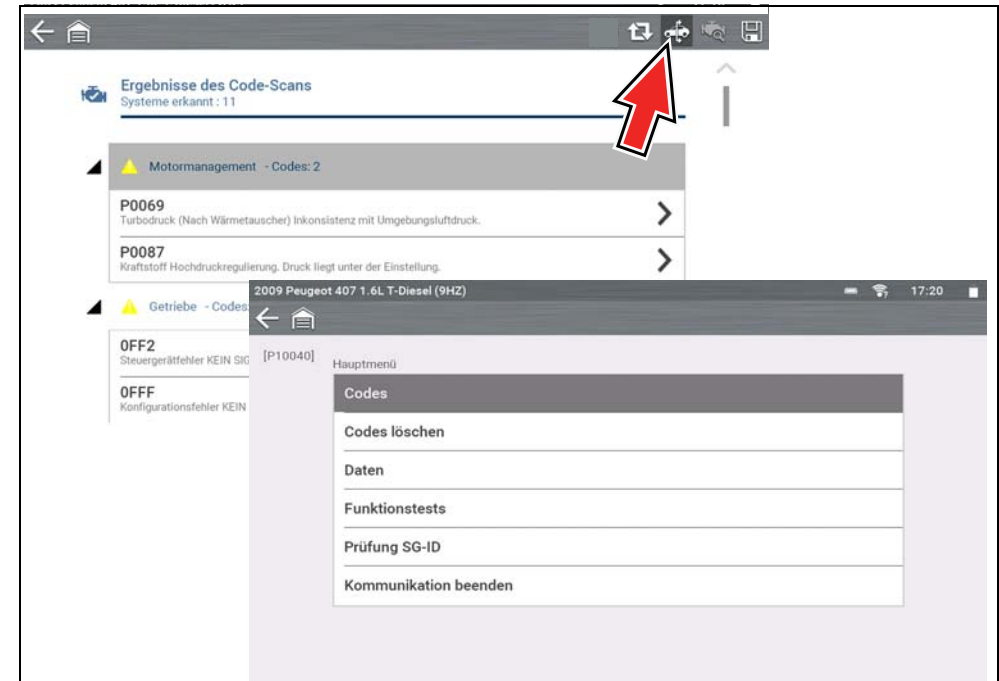 Ergebnisse des Code-Scans
Systeme erkannt : 11
Motormanagement - Codes: 2
P0069
Turbodruck (Nach Wärmetauscher) Inkonsistenz mit Umgebungsluftdruck.
P0087
Kraftstoff Hochdruckregulierung. Druck liegt unter der Einstellung.
Getriebe - Codes:
0FF2
Steuergerätfehler KEIN SIG
0FFF
Konfigurationsfehler KEIN
2009 Peugeot 407 1.6L T-Diesel (9HZ)
17:20
[P10040]
Hauptmenü
Codes
Codes löschen
Daten
Funktionstests
Prüfung SG-ID
Kommunikation beenden